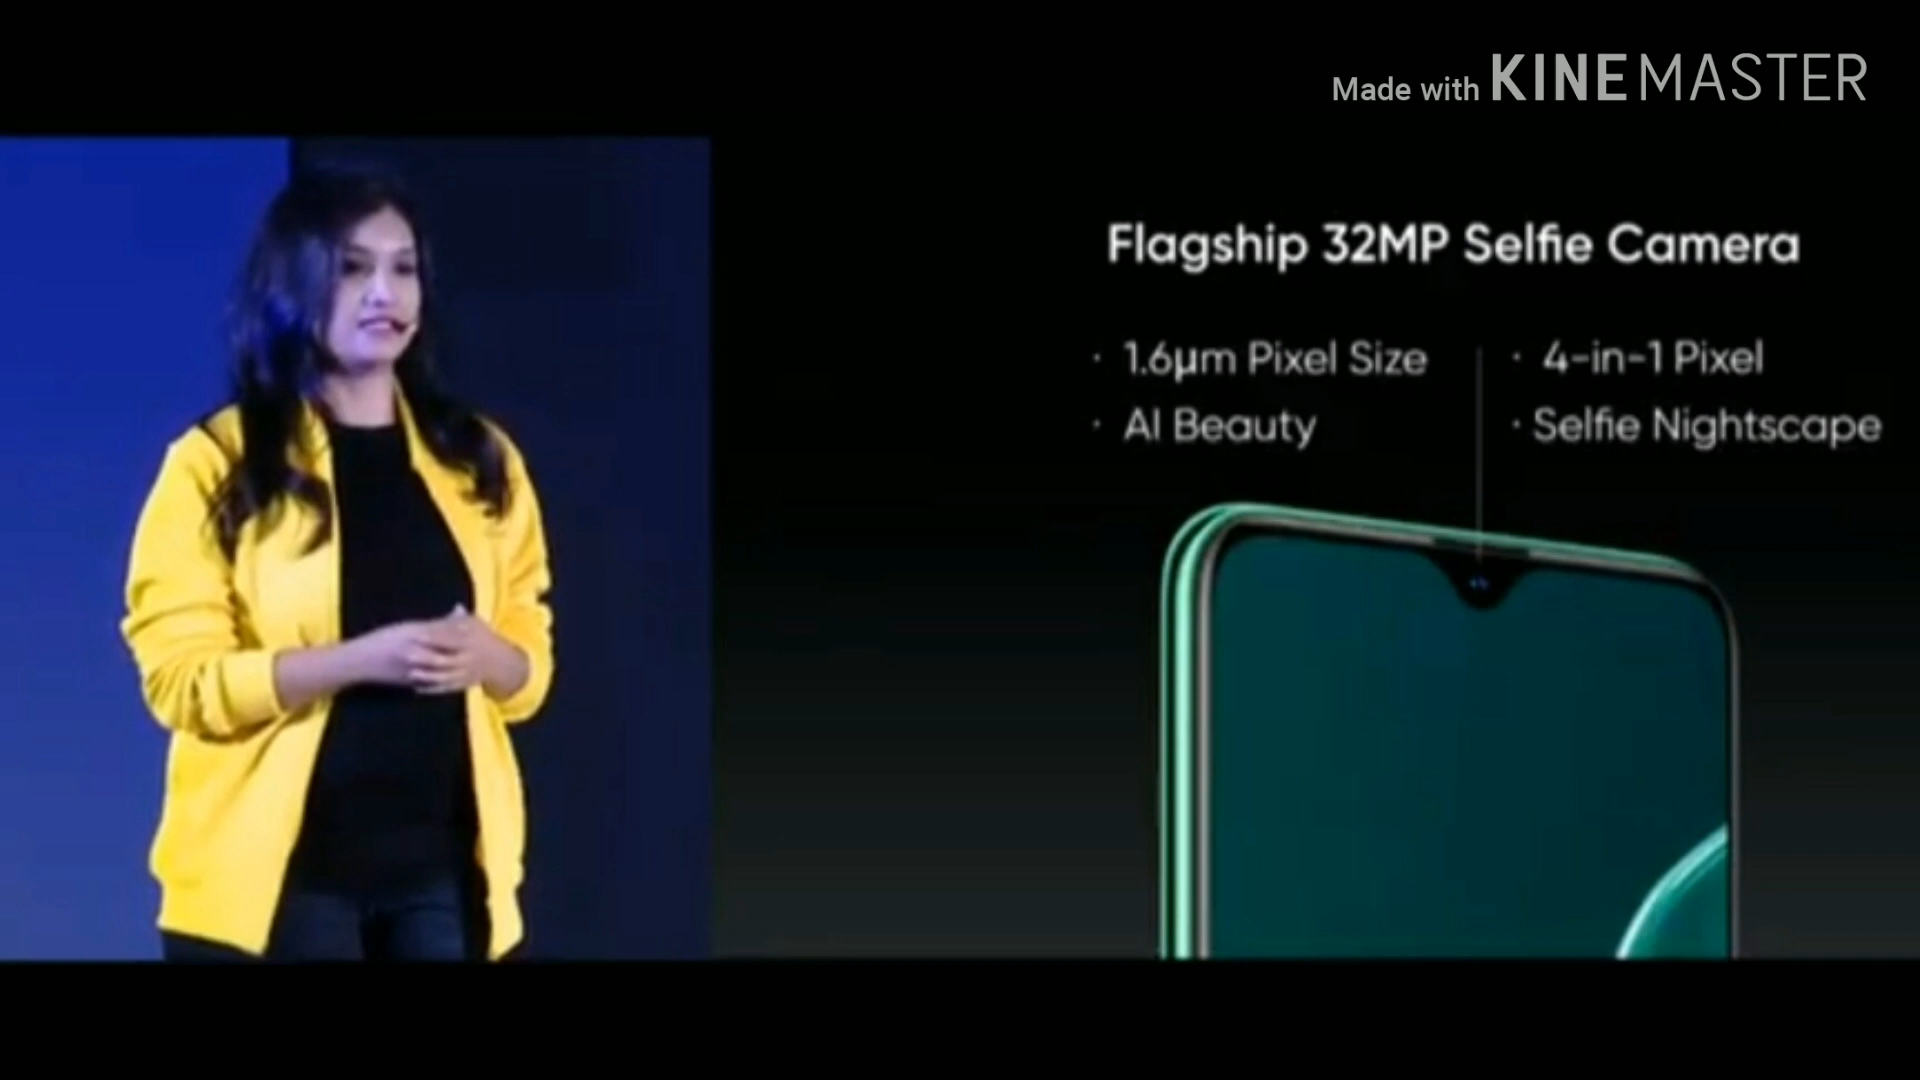 Made with KINEMASTER
Flagship 32MP Selfie Camera
· 1.6µm Pixel Size
· 4-in-1 Pixel
· AI Beauty
· Selfie Nightscape